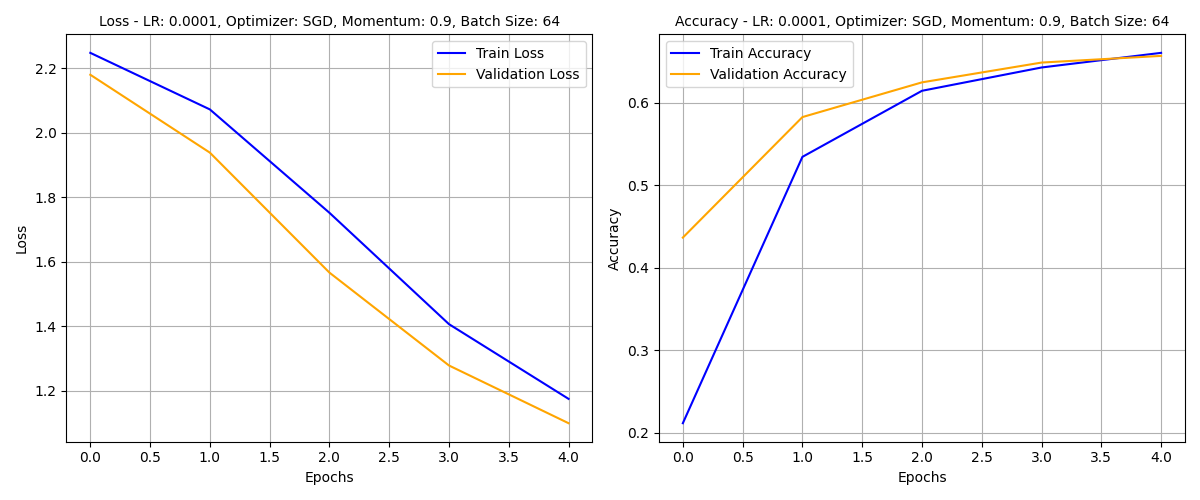 Loss - LR: 0.0001, Optimizer: SGD, Momentum: 0.9, Batch Size: 64
Train Loss
Validation Loss
2.2
2.0
1.8
1.6
1.4
1.2
Loss
0.0 0.5 1.0 1.5 2.0 2.5 3.0 3.5 4.0
Epochs
Accuracy - LR: 0.0001, Optimizer: SGD, Momentum: 0.9, Batch Size: 64
Train Accuracy
Validation Accuracy
0.6
0.5
0.4
0.3
0.2
Accuracy
0.0 0.5 1.0 1.5 2.0 2.5 3.0 3.5 4.0
Epochs